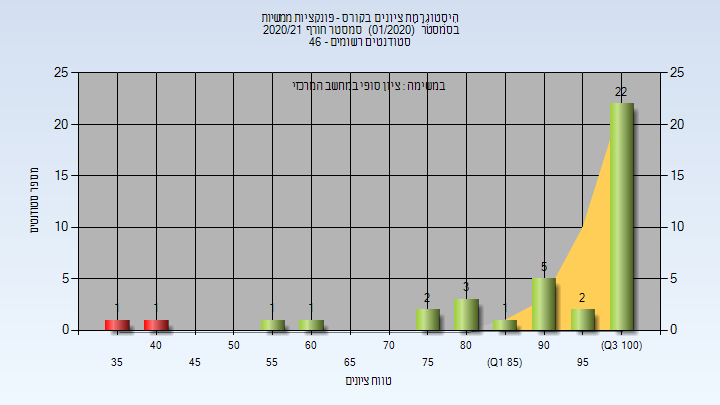 היסטוגרמת ציונים בקורס - פונקציות ממשיות
בסמסטר (01/2020) סמסטר חורף 2020/21
סטודנטים רשומים - 46
במשימה : ציון סופי במחשב המרכזי
מספר סטודנטים
25 25
20 20
15 15
10 10
5 5
0 0
1 1 1 1 2 3 1 5 2 22
40 50 60 70 80 90 (Q3 100)
35 45 55 65 75 (Q1 85) 95
טווח ציונים